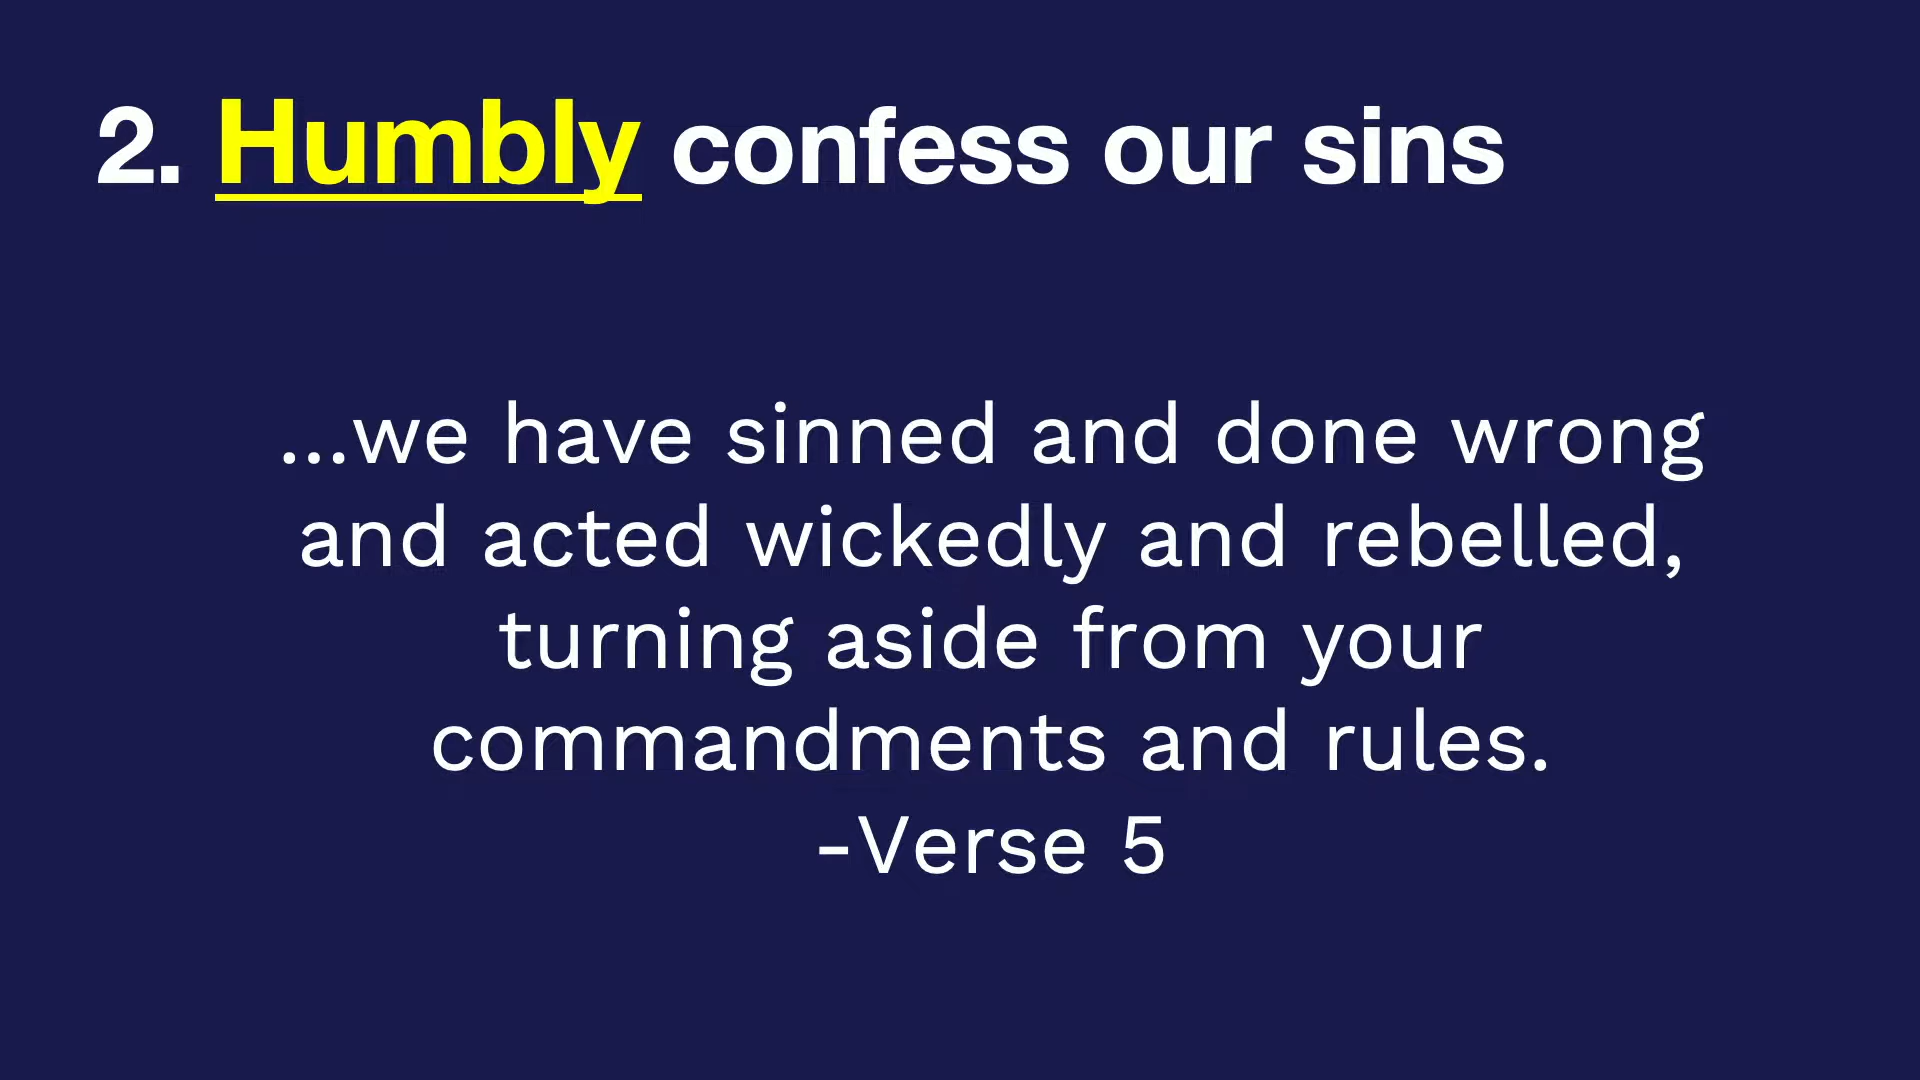 2. Humbly confess our sins
...we have sinned and done wrong
and acted wickedly and rebelled,
turning aside from your
commandments and rules.
-Verse 5